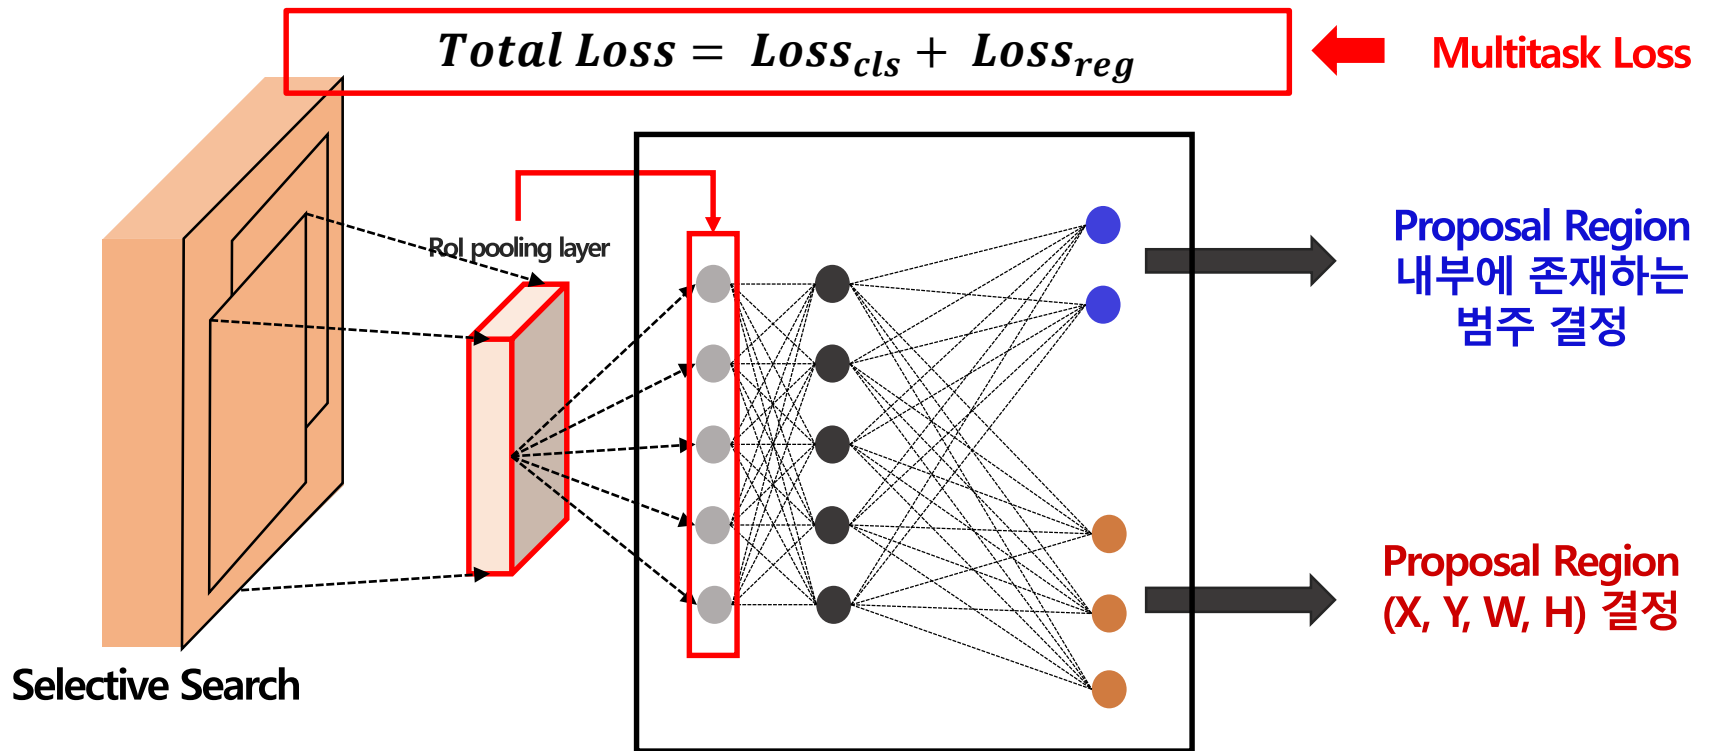 Total Loss = Loss_cls + Loss_reg
Multitask Loss
RoI pooling layer
Proposal Region
내부에 존재하는
범주 결정
Proposal Region
(X, Y, W, H) 결정
Selective Search